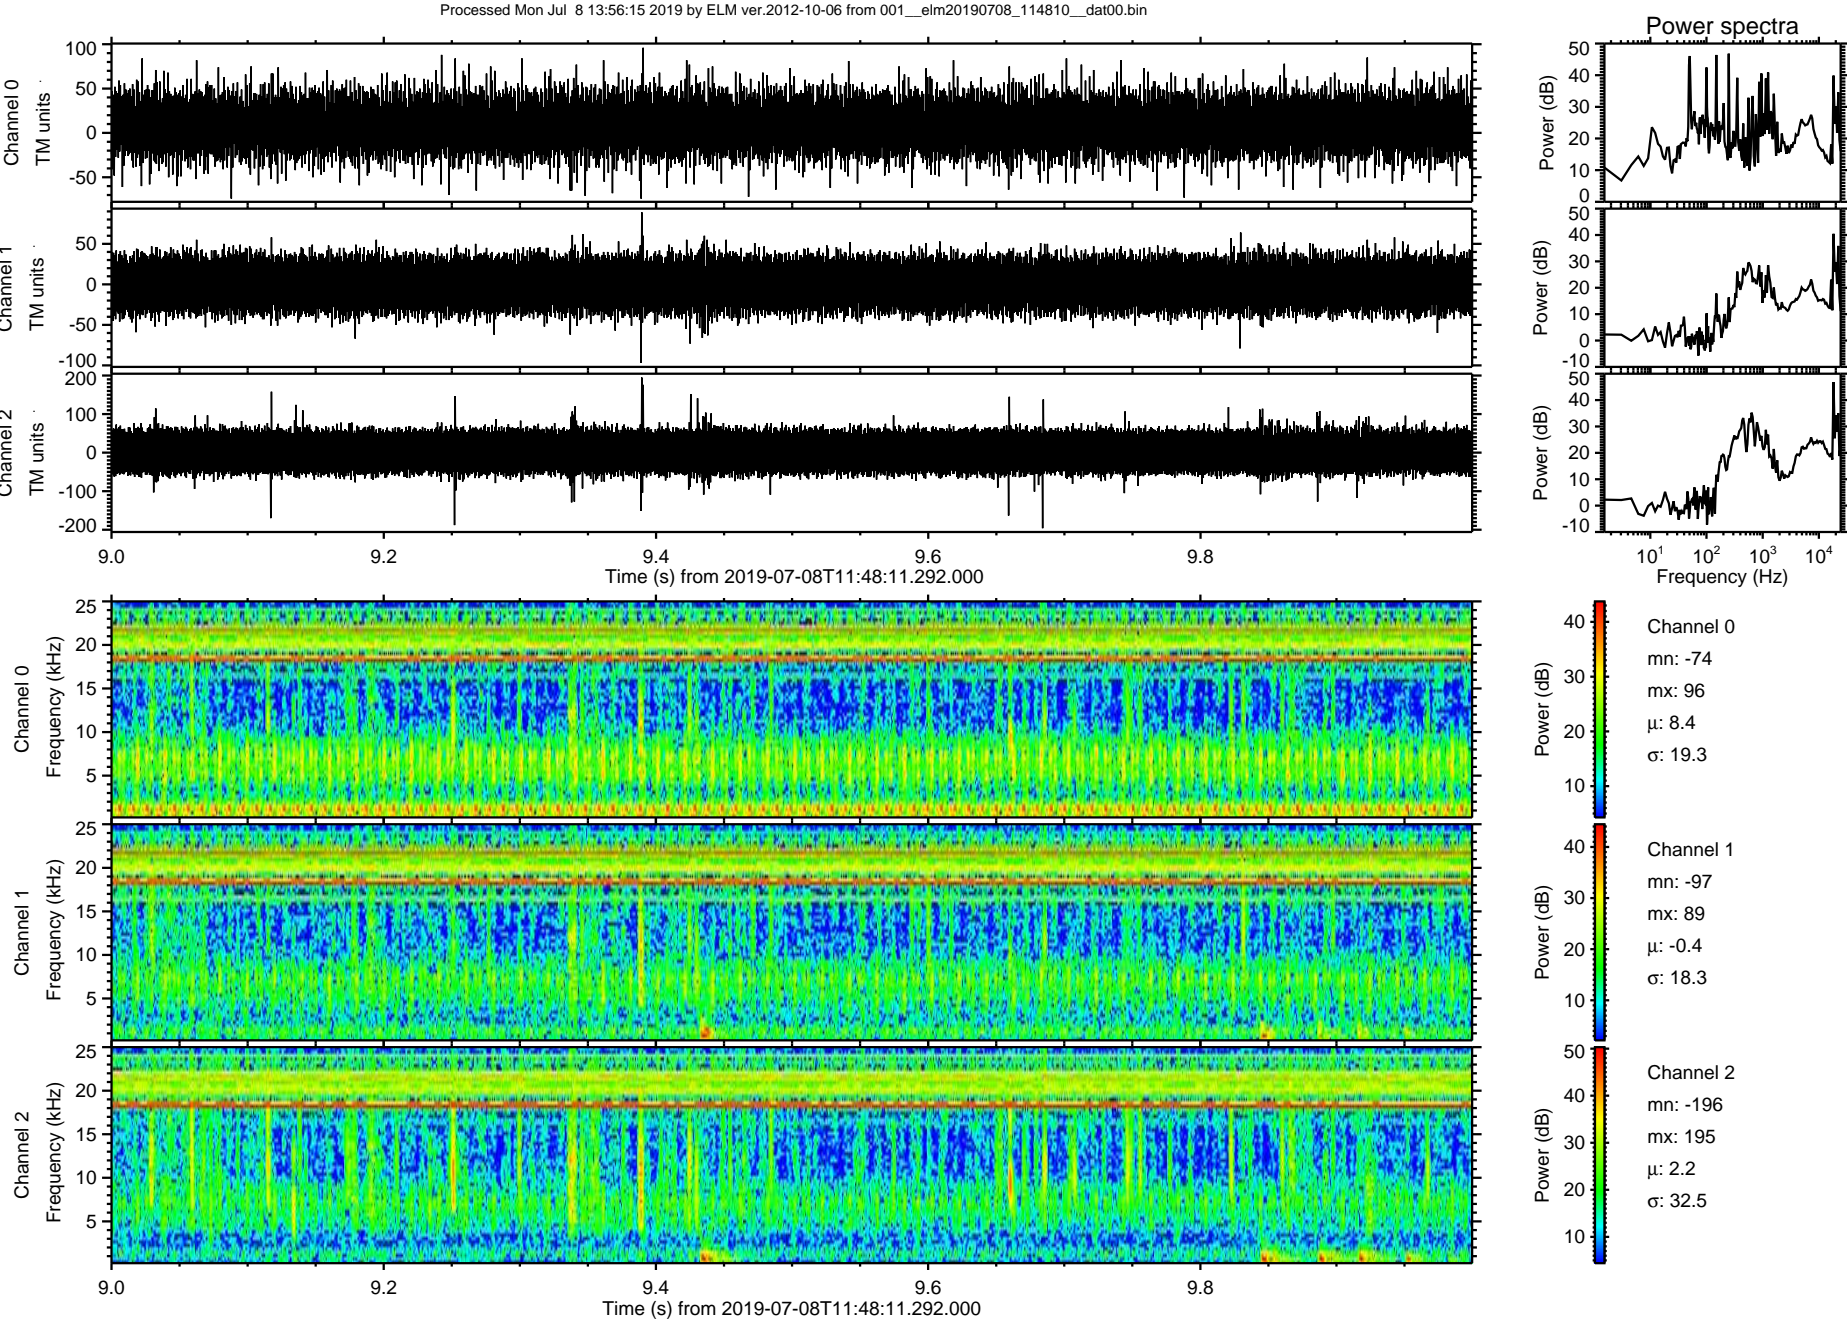 Processed Mon Jul 8 13:56:15 2019 by ELM ver.2012-10-06 from 001__elm20190708_114810__dat00.bin
Power spectra
Channel 0
TM units
100
50
0
-50
Power (dB)
50
40
30
20
10
0
Channel 1
TM units
50
0
-50
-100
Power (dB)
50
40
30
20
10
0
-10
Channel 2
TM units
200
100
0
-100
-200
Power (dB)
50
40
30
20
10
0
-10
9.0 9.2 9.4 9.6 9.8
Time (s) from 2019-07-08T11:48:11.292.000
10¹ 10² 10³ 10⁴
Frequency (Hz)
Channel 0
Frequency (kHz)
25
20
15
10
5
Power (dB)
40
30
20
10
Channel 0
mn: -74
mx: 96
μ: 8.4
σ: 19.3
Channel 1
Frequency (kHz)
25
20
15
10
5
Power (dB)
40
30
20
10
Channel 1
mn: -97
mx: 89
μ: -0.4
σ: 18.3
Channel 2
Frequency (kHz)
25
20
15
10
5
Power (dB)
50
40
30
20
10
Channel 2
mn: -196
mx: 195
μ: 2.2
σ: 32.5
9.0 9.2 9.4 9.6 9.8
Time (s) from 2019-07-08T11:48:11.292.000